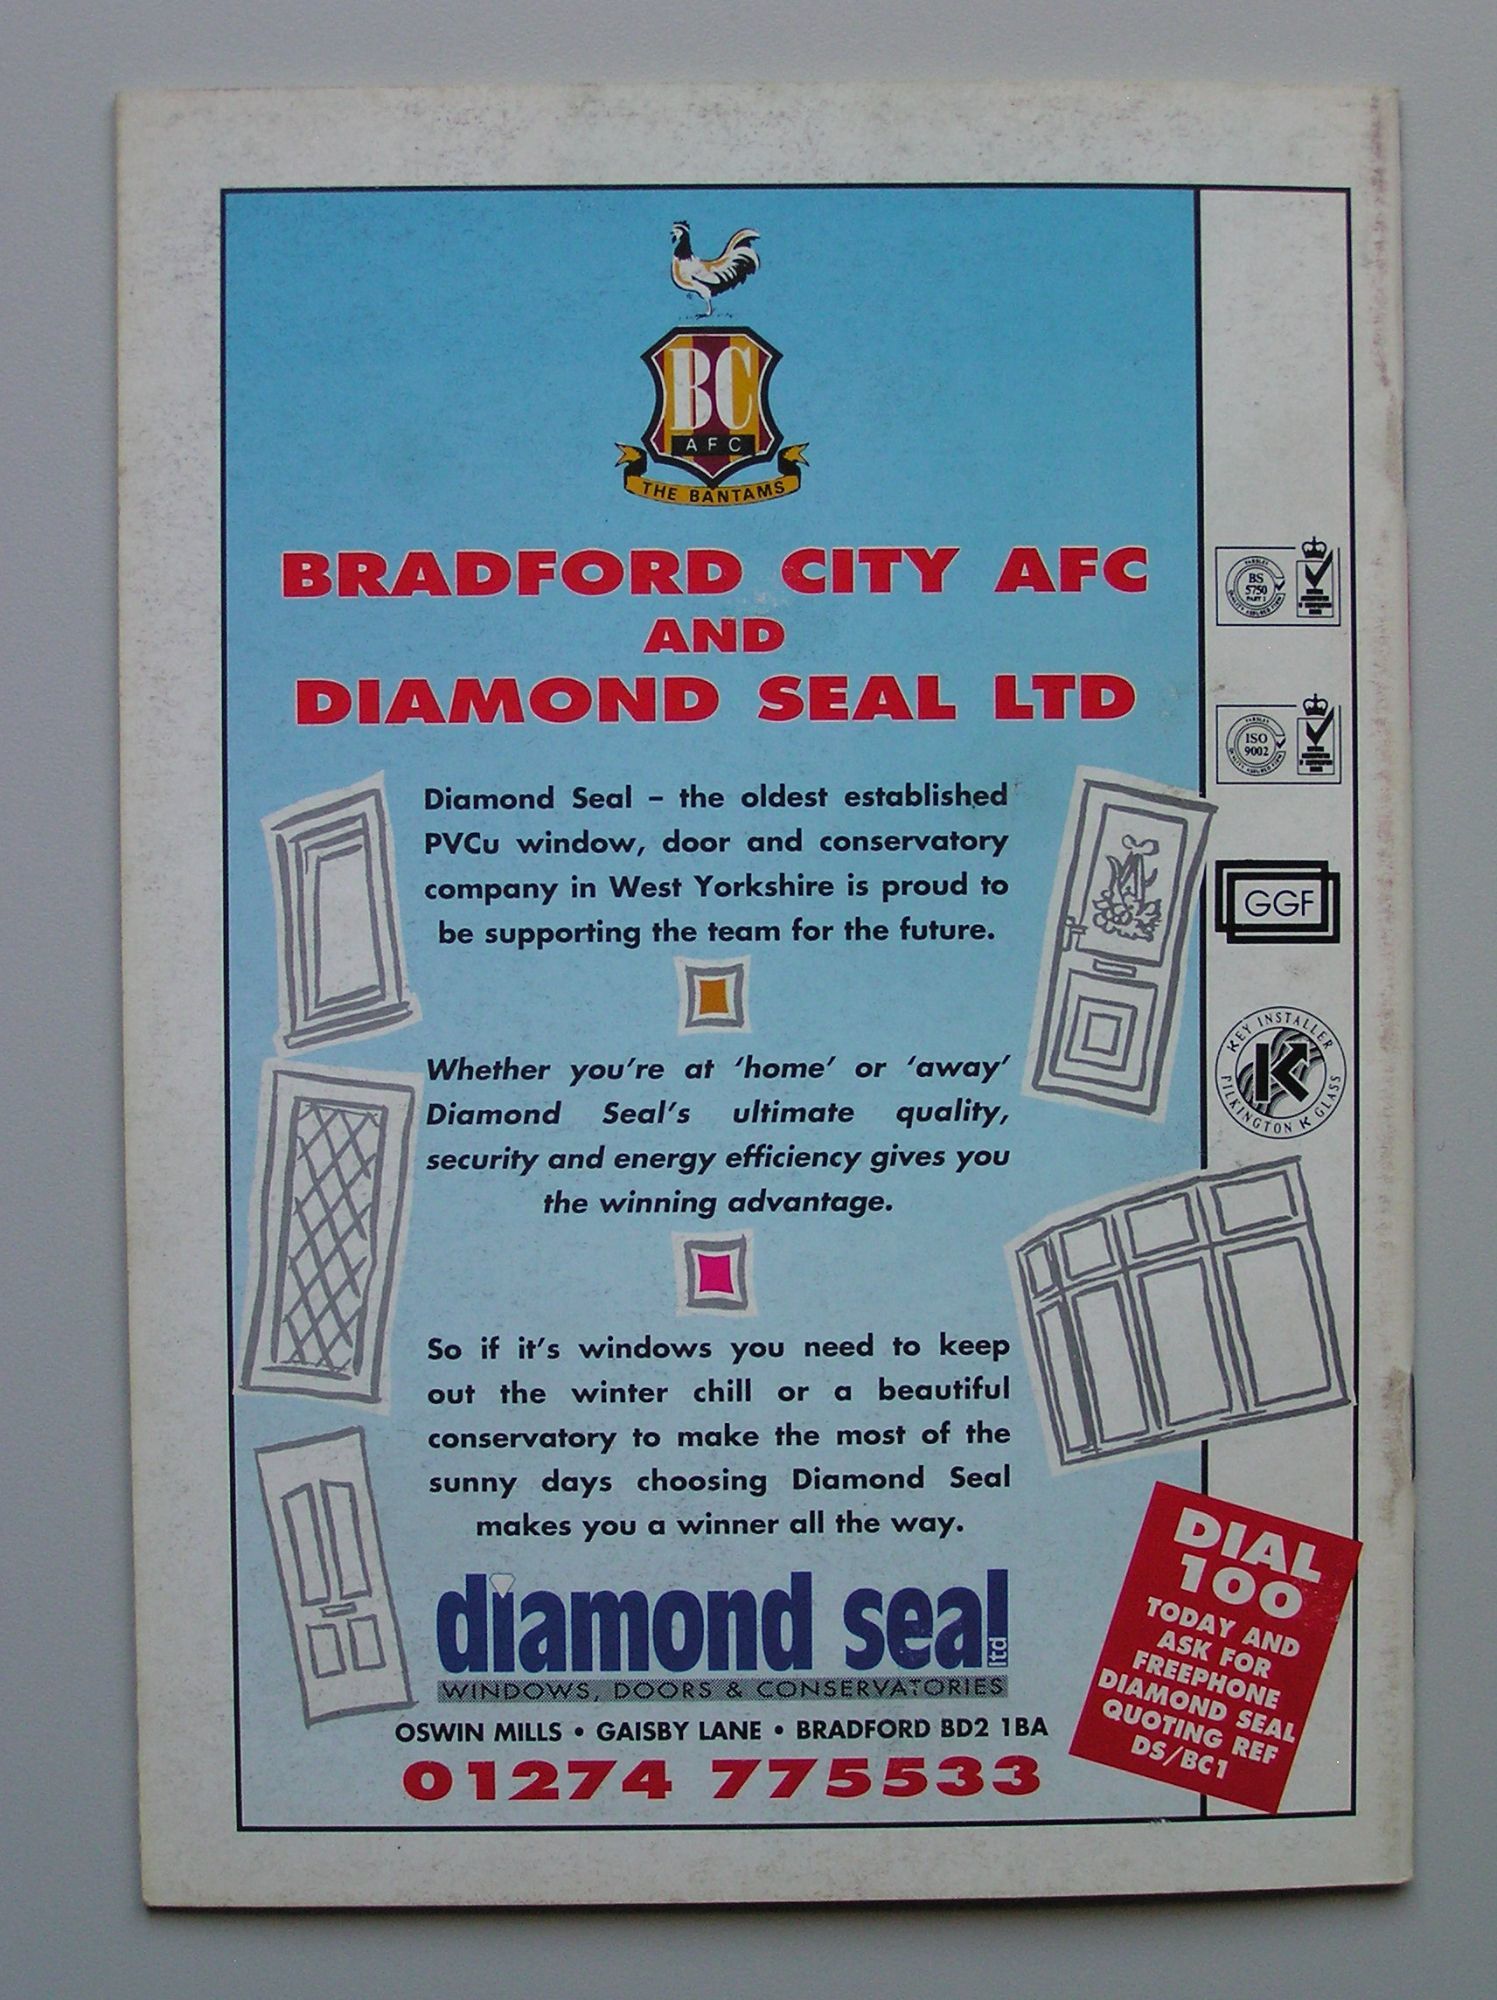 BC
AFC
THE BANTAMS
BRADFORD CITY AFC
AND
DIAMOND SEAL LTD
Diamond Seal – the oldest established
PVCu window, door and conservatory
company in West Yorkshire is proud to
be supporting the team for the future.
Whether you're at 'home' or 'away'
Diamond Seal's ultimate quality,
security and energy efficiency gives you
the winning advantage.
So if it's windows you need to keep
out the winter chill or a beautiful
conservatory to make the most of the
sunny days choosing Diamond Seal
makes you a winner all the way.
diamond seal ltd
WINDOWS, DOORS & CONSERVATORIES
OSWIN MILLS • GAISBY LANE • BRADFORD BD2 1BA
01274 775533
BS
5750
PART 2
ISO
9002
GGF
KEY INSTALLER
K
PILKINGTON K GLASS
DIAL
100
TODAY AND
ASK FOR
FREEPHONE
DIAMOND SEAL
QUOTING REF
DS/BC1